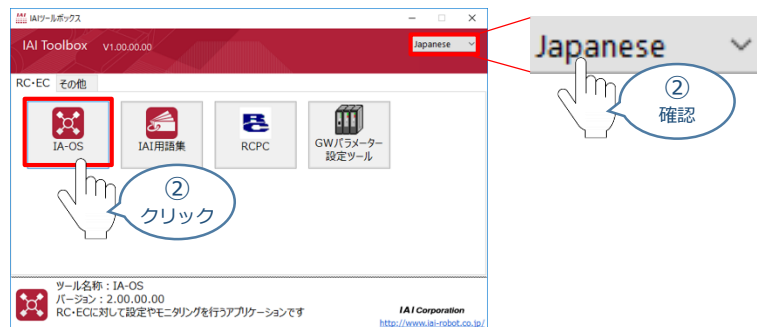 IAIツールボックス
IAI Toolbox V1.00.00.00
Japanese
RC・EC その他
IA-OS
IAI用語集
RCPC
GWパラメーター
設定ツール
②
クリック
Japanese
②
確認
ツール名称：IA-OS
バージョン：2.00.00.00
RC・ECに対して設定やモニタリングを行うアプリケーションです
IAI Corporation
http://www.iai-robot.co.jp/